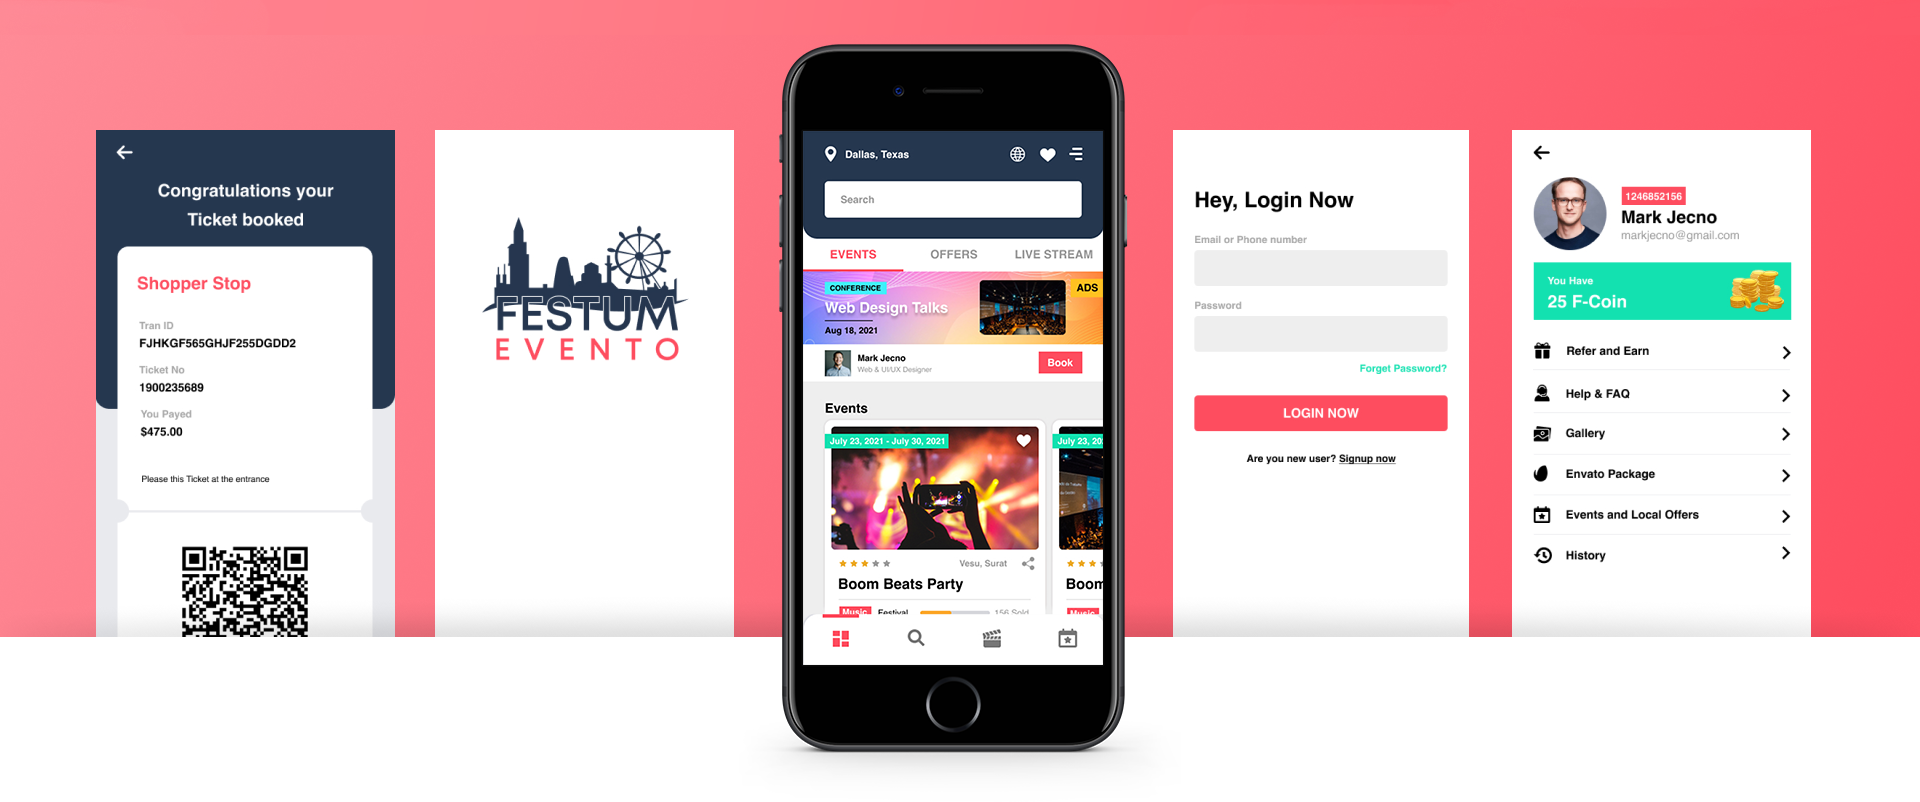 Congratulations your
Ticket booked
Shopper Stop
Tran ID
FJHKGF565GHJF255DGDD2
Ticket No
1900235689
You Payed
$475.00
Please this Ticket at the entrance
FESTUM
EVENTO
Dallas, Texas
Search
EVENTS OFFERS LIVE STREAM
CONFERENCE
ADS
Web Design Talks
Aug 18, 2021
Mark Jecno
Web & UI/UX Designer
Book
Events
July 23, 2021 - July 30, 2021
July 23, 20
Vesu, Surat
Boom Beats Party
Boom
Music Festival 156 Sold
Music
Hey, Login Now
Email or Phone number
Password
Forget Password?
LOGIN NOW
Are you new user? Signup now
1246852156
Mark Jecno
markjecno@gmail.com
You Have
25 F-Coin
Refer and Earn
Help & FAQ
Gallery
Envato Package
Events and Local Offers
History